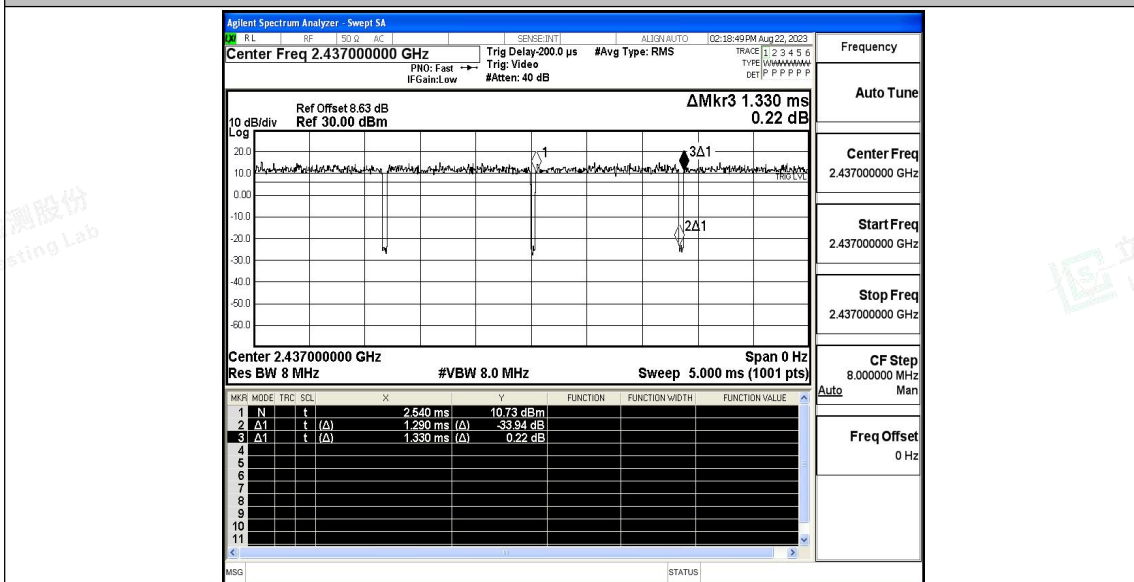 Agilent Spectrum Analyzer - Swept SA
RL RF 50 Ω AC SENSE:INT ALIGN AUTO 02:18:49 PM Aug 22, 2023
Center Freq 2.437000000 GHz
PNO: Fast
IFGain:Low
Trig Delay-200.0 µs
Trig: Video
#Atten: 40 dB
#Avg Type: RMS
TRACE 1 2 3 4 5 6
TYPE
DET P P P P P P
ΔMkr3 1.330 ms
0.22 dB
Ref Offset 8.63 dB
10 dB/div Ref 30.00 dBm
Log
20.0
10.0
0.00
-10.0
-20.0
-30.0
-40.0
-50.0
-60.0
1
3Δ1
TRIG LVL
2Δ1
Center 2.437000000 GHz Span 0 Hz
Res BW 8 MHz #VBW 8.0 MHz Sweep 5.000 ms (1001 pts)
MKR MODE TRC SCL X Y FUNCTION FUNCTION WIDTH FUNCTION VALUE
1 N t 2.540 ms 10.73 dBm
2 Δ1 t (Δ) 1.290 ms (Δ) -33.94 dB
3 Δ1 t (Δ) 1.330 ms (Δ) 0.22 dB
4
5
6
7
8
9
10
11
MSG STATUS
Frequency
Auto Tune
Center Freq
2.437000000 GHz
Start Freq
2.437000000 GHz
Stop Freq
2.437000000 GHz
CF Step
8.000000 MHz
Auto Man
Freq Offset
0 Hz
测股份
sting Lab
立